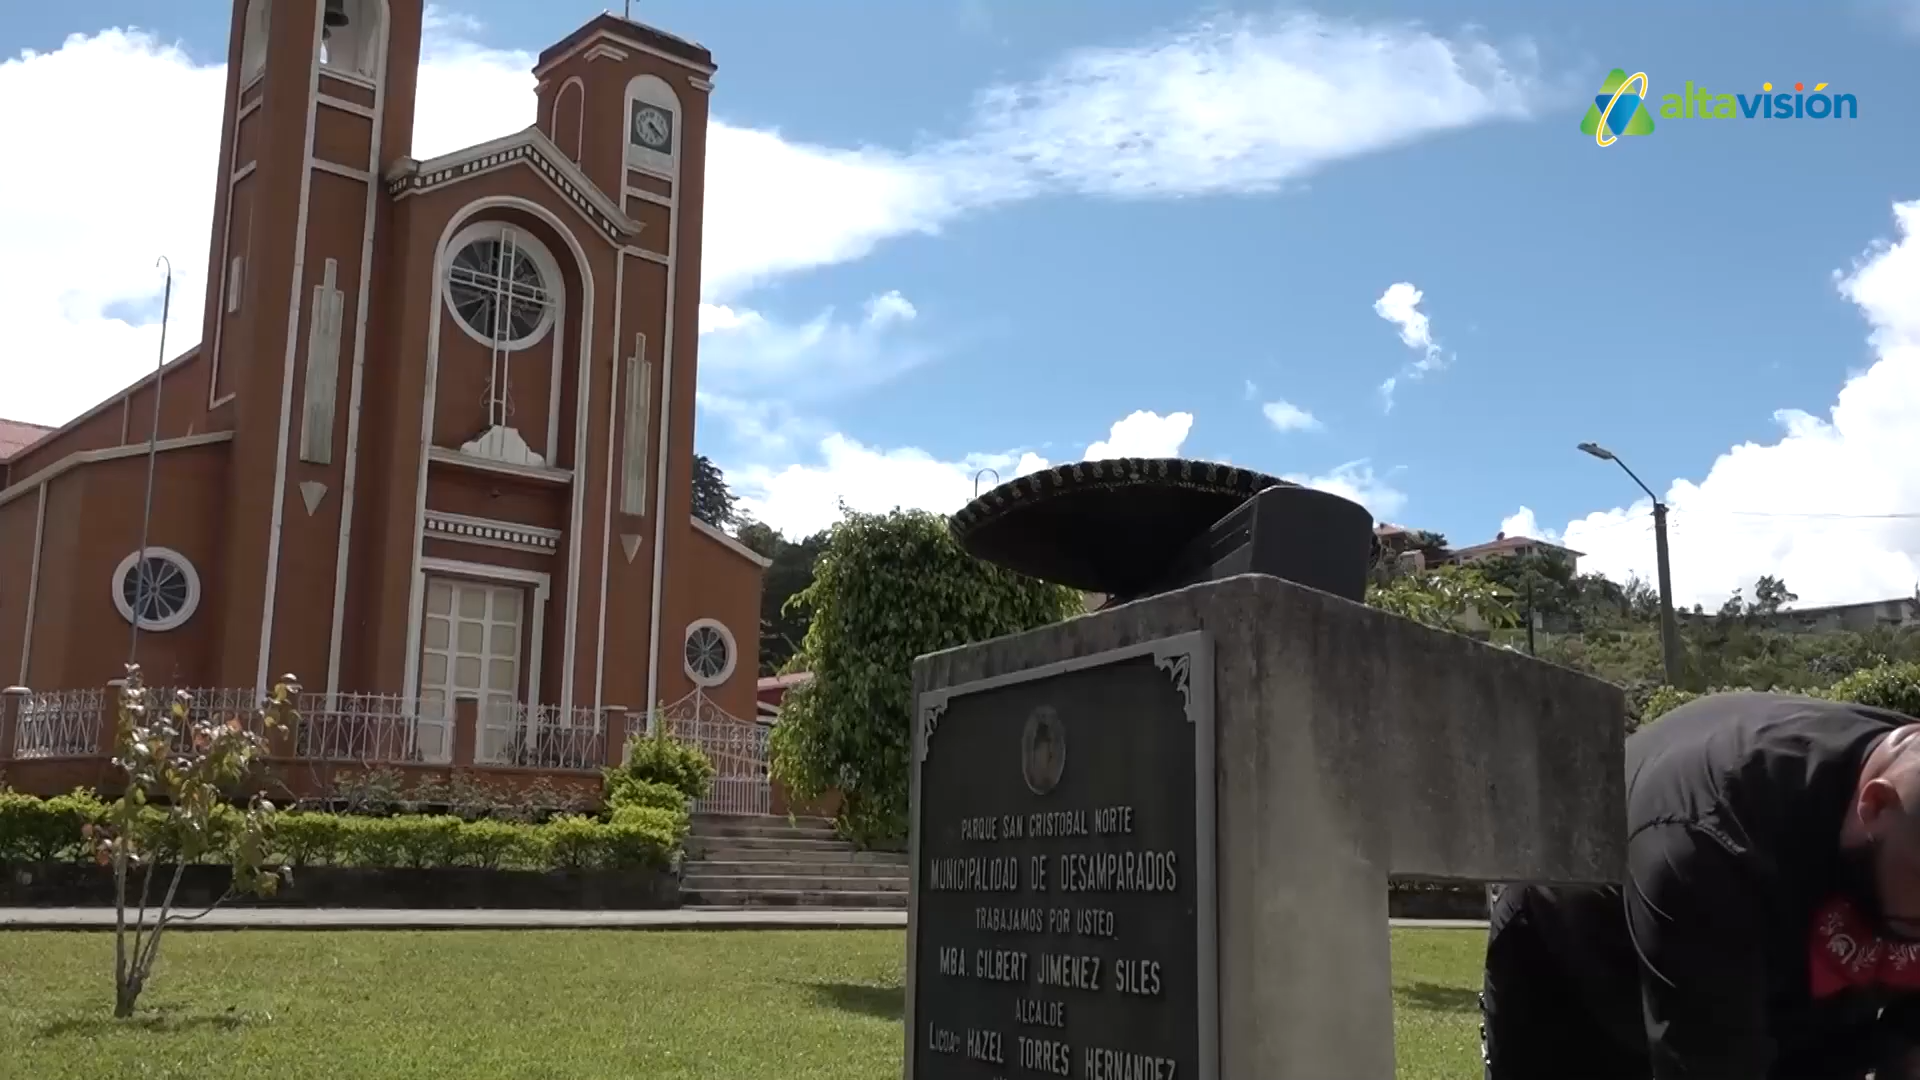 altavisión
PARQUE SAN CRISTOBAL NORTE
MUNICIPALIDAD DE DESAMPARADOS
TRABAJAMOS POR USTED.
MBA. GILBERT JIMENEZ SILES
ALCALDE
LICDA. HAZEL TORRES HERNANDEZ